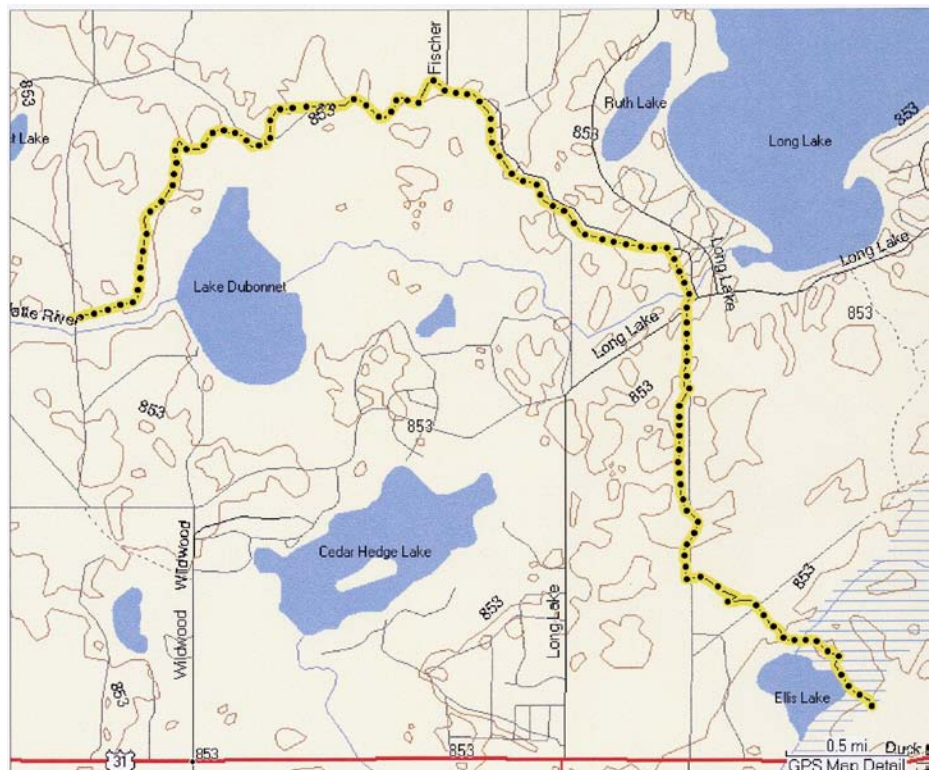 Fischer
853
853
Ruth Lake
853
853
Long Lake
t Lake
Long Lake
Long Lake
Lake Dubonnet
River
Long Lake
853
853
853
853
Wildwood
Cedar Hedge Lake
853
853
Wildwood
Long Lake
853
Ellis Lake
0.5 mi
Duck
31
853
GPS Map Detail